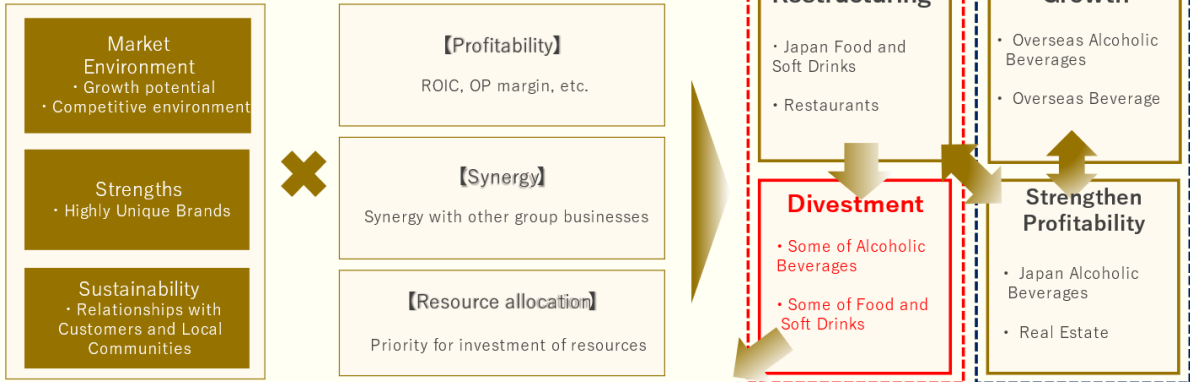 Market
Environment
・Growth potential
・Competitive environment
Strengths
・Highly Unique Brands
Sustainability
・Relationships with
Customers and Local
Communities
【Profitability】
ROIC, OP margin, etc.
【Synergy】
Synergy with other group businesses
【Resource allocation】
Priority for investment of resources
Restructuring
・Japan Food and
Soft Drinks
・Restaurants
Growth
・ Overseas Alcoholic
Beverages
・ Overseas Beverage
Divestment
・Some of Alcoholic
Beverages
・Some of Food and
Soft Drinks
Strengthen
Profitability
・ Japan Alcoholic
Beverages
・ Real Estate